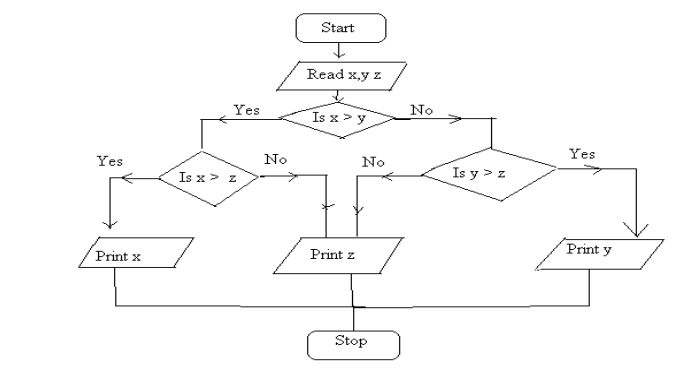 Start
Read x,y z
Is x > y
Yes
No
Yes
Is x > z
No
No
Is y > z
Yes
Print x
Print z
Print y
Stop